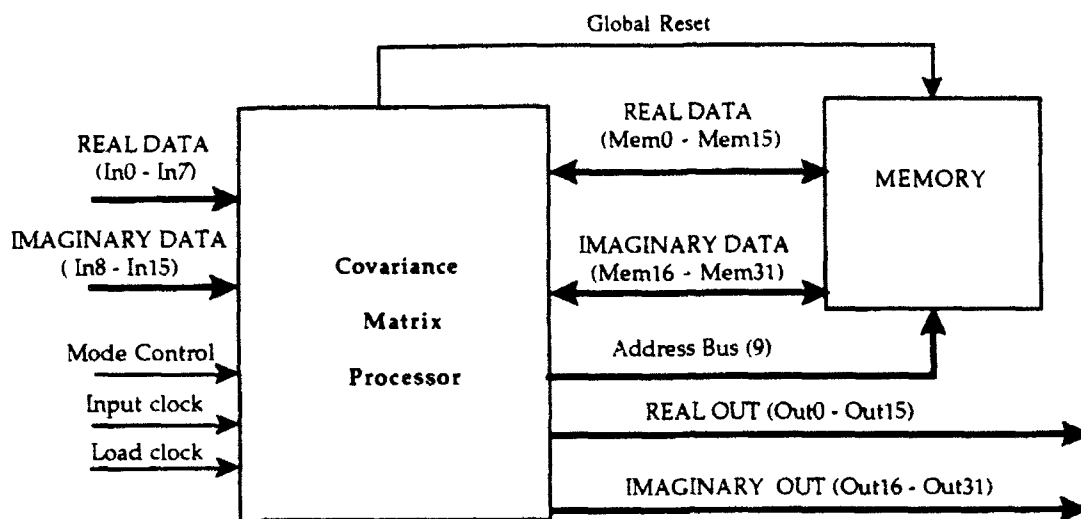 Global Reset
REAL DATA
(In0 - In7)
IMAGINARY DATA
( In8 - In15)
Mode Control
Input clock
Load clock
Covariance
Matrix
Processor
REAL DATA
(Mem0 - Mem15)
IMAGINARY DATA
(Mem16 - Mem31)
MEMORY
Address Bus (9)
REAL OUT (Out0 - Out15)
IMAGINARY OUT (Out16 - Out31)